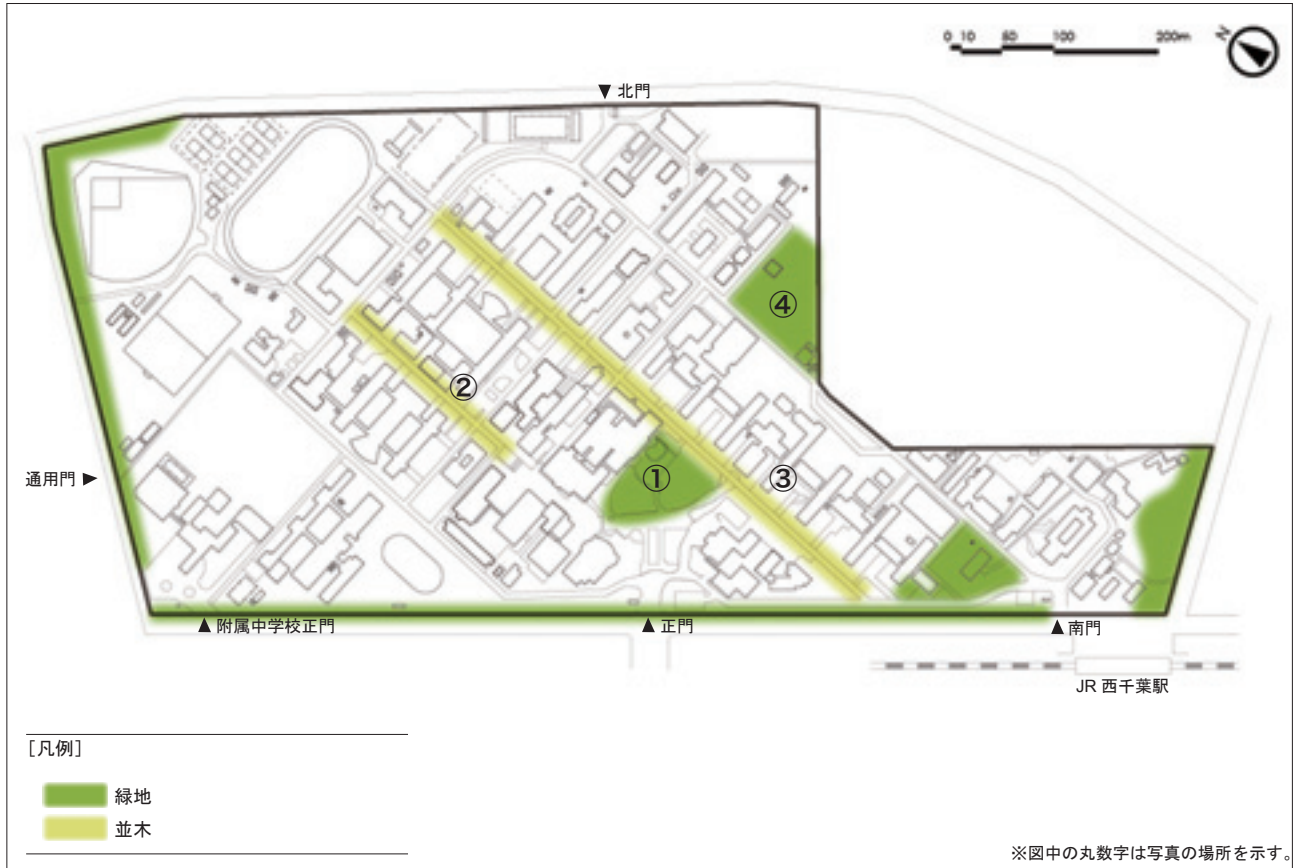 0 10 50 100 200m
N
▼ 北門
④
②
通用門 ▶
①
③
▲ 附属中学校正門
▲ 正門
▲ 南門
JR 西千葉駅
［凡例］
緑地
並木
※図中の丸数字は写真の場所を示す。